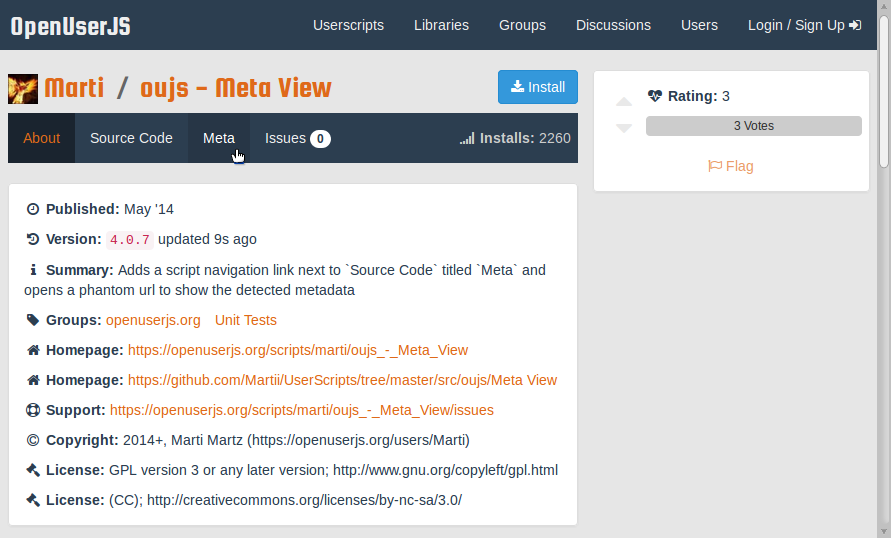 OpenUserJS Userscripts Libraries Groups Discussions Users Login / Sign Up
Marti / oujs - Meta View Install
About Source Code Meta Issues 0 Installs: 2260
Rating: 3
3 Votes
Flag
Published: May '14
Version: 4.0.7 updated 9s ago
Summary: Adds a script navigation link next to `Source Code` titled `Meta` and
opens a phantom url to show the detected metadata
Groups: openuserjs.org Unit Tests
Homepage: https://openuserjs.org/scripts/marti/oujs_-_Meta_View
Homepage: https://github.com/Martii/UserScripts/tree/master/src/oujs/Meta View
Support: https://openuserjs.org/scripts/marti/oujs_-_Meta_View/issues
Copyright: 2014+, Marti Martz (https://openuserjs.org/users/Marti)
License: GPL version 3 or any later version; http://www.gnu.org/copyleft/gpl.html
License: (CC); http://creativecommons.org/licenses/by-nc-sa/3.0/